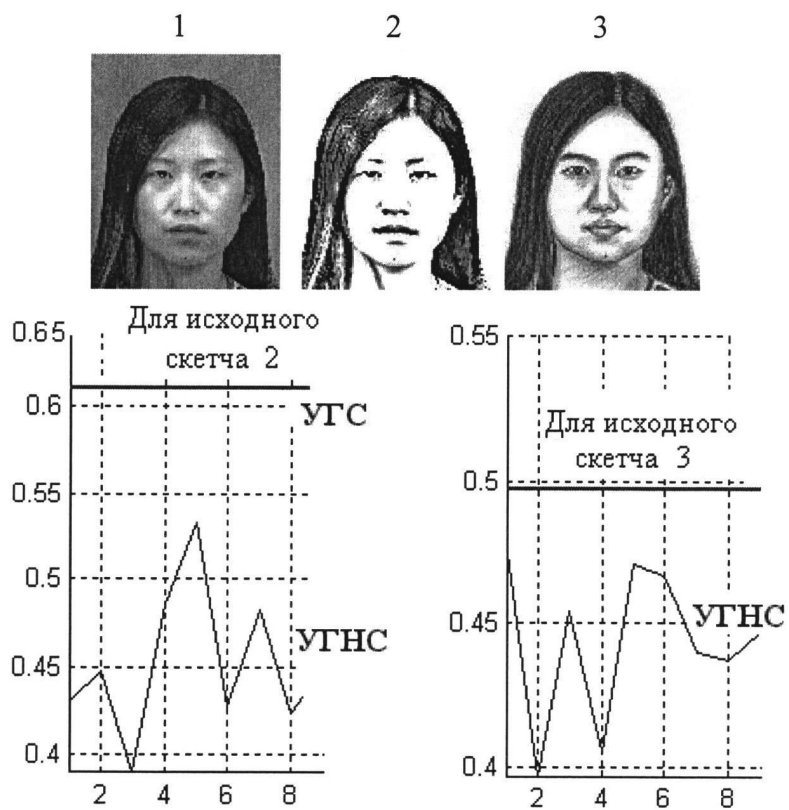 1 2 3
Для исходного
скетча 2
0.65
0.6
0.55
0.5
0.45
0.4
УГС
УГНС
2 4 6 8
0.55
Для исходного
скетча 3
0.5
0.45
0.4
УГНС
2 4 6 8